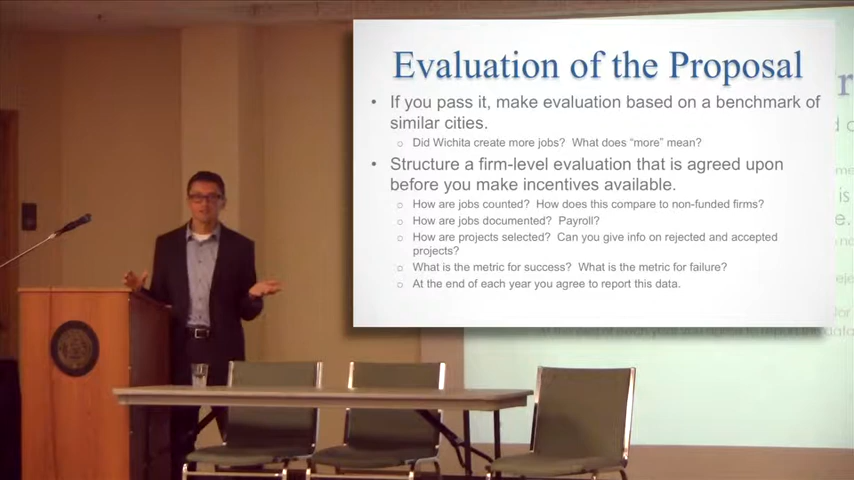 Evaluation of the Proposal
• If you pass it, make evaluation based on a benchmark of
similar cities.
○ Did Wichita create more jobs? What does “more” mean?
• Structure a firm-level evaluation that is agreed upon
before you make incentives available.
○ How are jobs counted? How does this compare to non-funded firms?
○ How are jobs documented? Payroll?
○ How are projects selected? Can you give info on rejected and accepted
projects?
○ What is the metric for success? What is the metric for failure?
○ At the end of each year you agree to report this data.